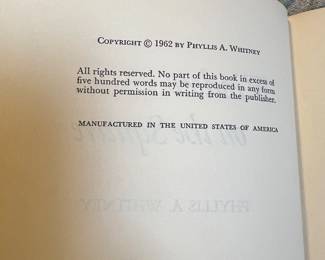 COPYRIGHT © 1962 BY PHYLLIS A. WHITNEY
All rights reserved. No part of this book in excess of
five hundred words may be reproduced in any form
without permission in writing from the publisher.
MANUFACTURED IN THE UNITED STATES OF AMERICA
PHYLLIS A. WHITNEY